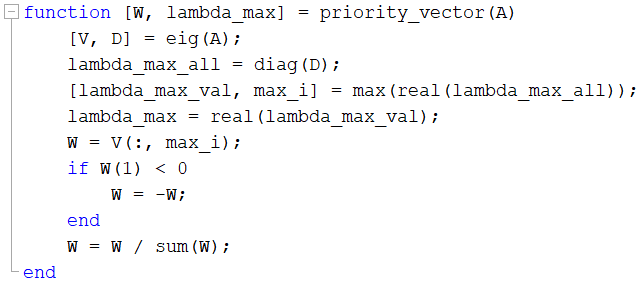 function [W, lambda_max] = priority_vector(A)
    [V, D] = eig(A);
    lambda_max_all = diag(D);
    [lambda_max_val, max_i] = max(real(lambda_max_all));
    lambda_max = real(lambda_max_val);
    W = V(:, max_i);
    if W(1) < 0
        W = -W;
    end
    W = W / sum(W);
end